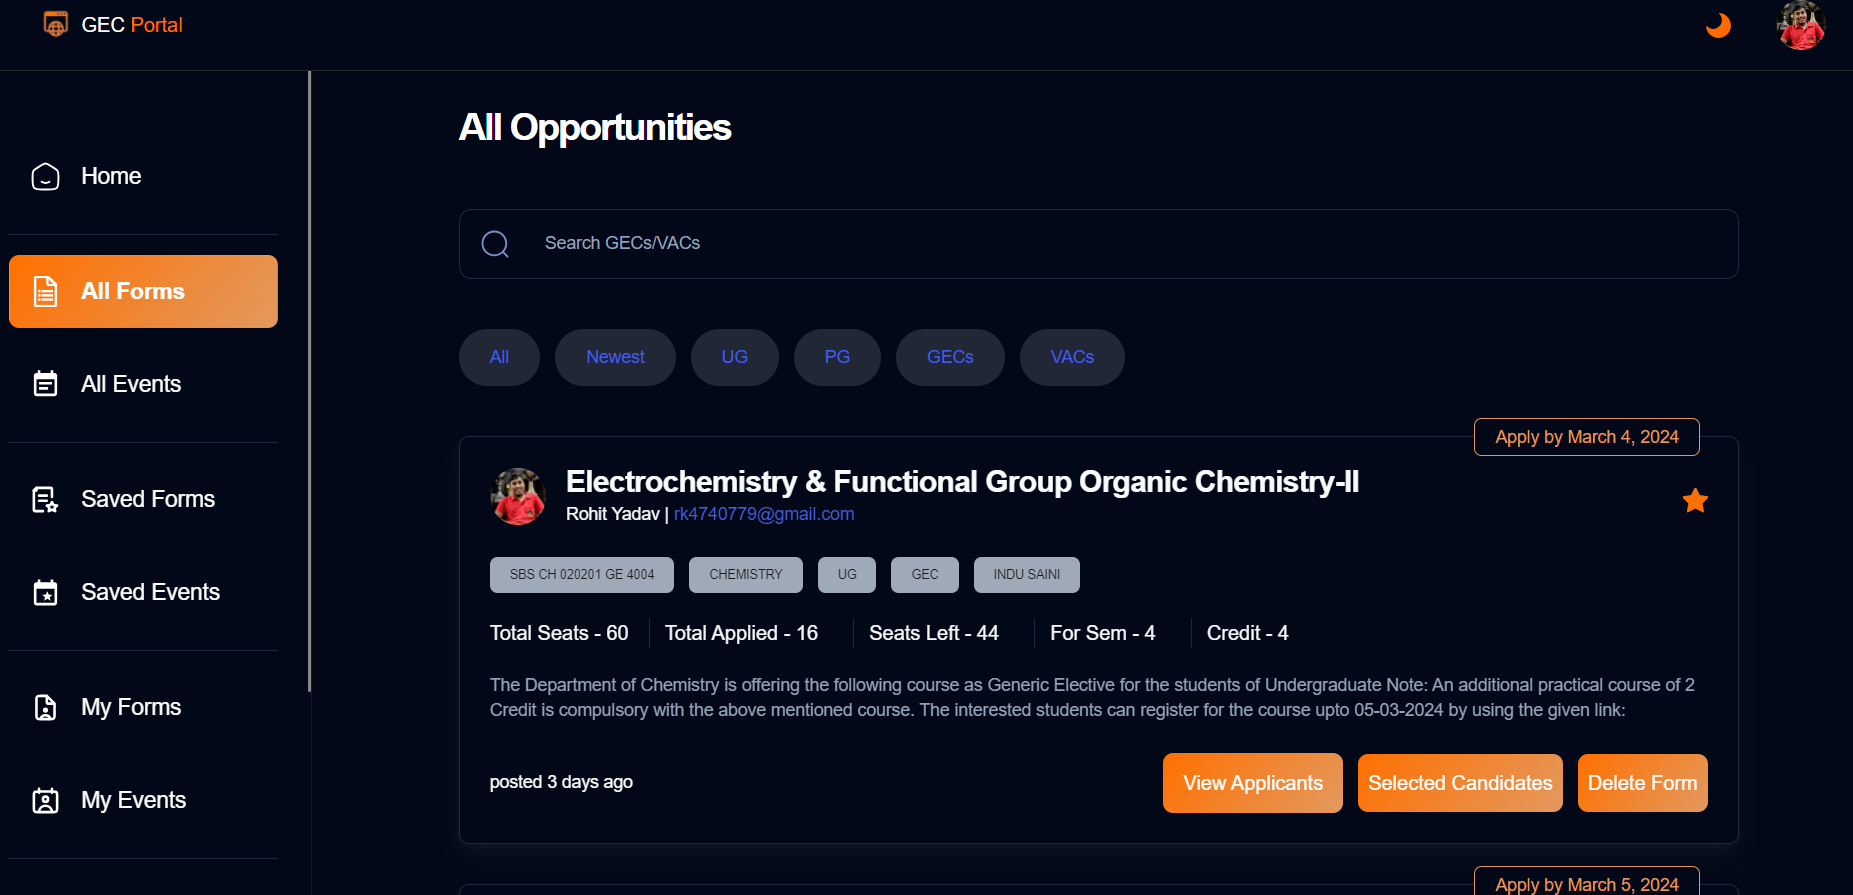 GEC Portal
Home
All Forms
All Events
Saved Forms
Saved Events
My Forms
My Events
All Opportunities
Search GECs/VACs
All Newest UG PG GECs VACs
Apply by March 4, 2024
Electrochemistry & Functional Group Organic Chemistry-II
Rohit Yadav | rk4740779@gmail.com
SBS CH 020201 GE 4004 CHEMISTRY UG GEC INDU SAINI
Total Seats - 60 Total Applied - 16 Seats Left - 44 For Sem - 4 Credit - 4
The Department of Chemistry is offering the following course as Generic Elective for the students of Undergraduate Note: An additional practical course of 2
Credit is compulsory with the above mentioned course. The interested students can register for the course upto 05-03-2024 by using the given link:
posted 3 days ago View Applicants Selected Candidates Delete Form
Apply by March 5, 2024